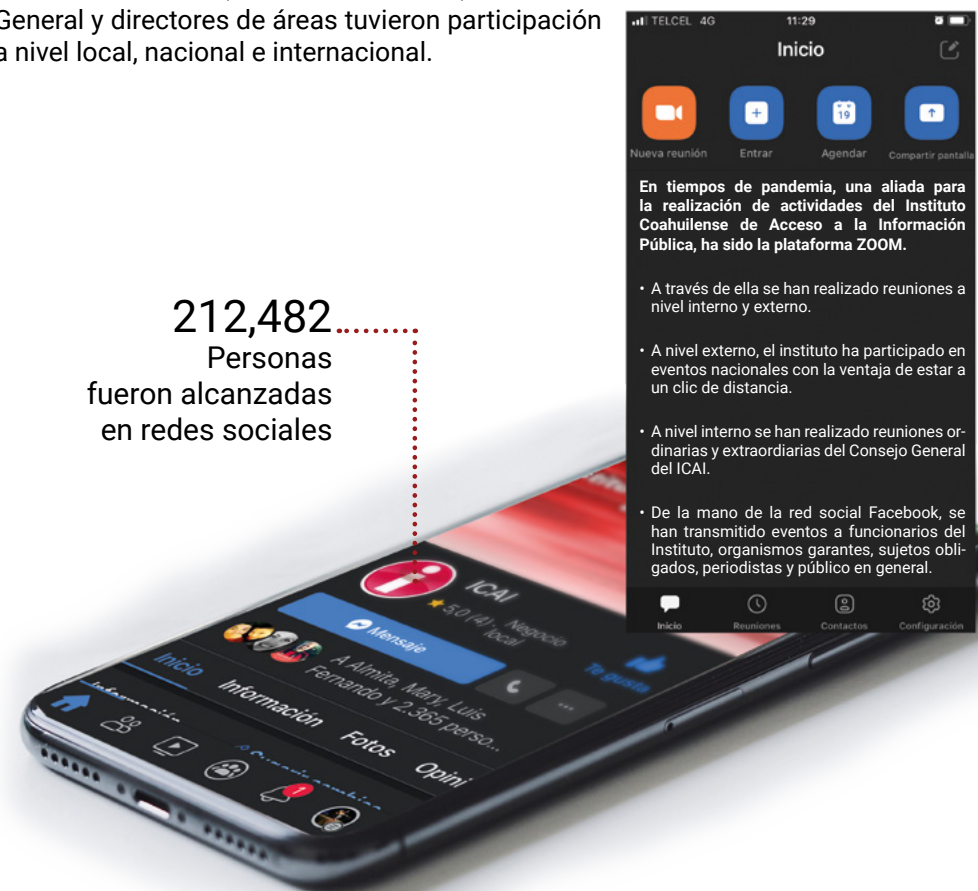 General y directores de áreas tuvieron participación
a nivel local, nacional e internacional.
TELCEL 4G
11:29
Inicio
Nueva reunión
Entrar
19
Agendar
Compartir pantalla
En tiempos de pandemia, una aliada para
la realización de actividades del Instituto
Coahuilense de Acceso a la Información
Pública, ha sido la plataforma ZOOM.
• A través de ella se han realizado reuniones a
nivel interno y externo.
• A nivel externo, el instituto ha participado en
eventos nacionales con la ventaja de estar a
un clic de distancia.
• A nivel interno se han realizado reuniones or-
dinarias y extraordiarias del Consejo General
del ICAI.
• De la mano de la red social Facebook, se
han transmitido eventos a funcionarios del
Instituto, organismos garantes, sujetos obli-
gados, periodistas y público en general.
Inicio
Reuniones
Contactos
Configuración
212,482
Personas
fueron alcanzadas
en redes sociales
ICAI
5,0 (4) · Negocio
local
Mensaje
Te gusta
A Almita, Mary, Luis
Fernando y 2.365 perso...
Inicio
Información
Fotos
Opini
1